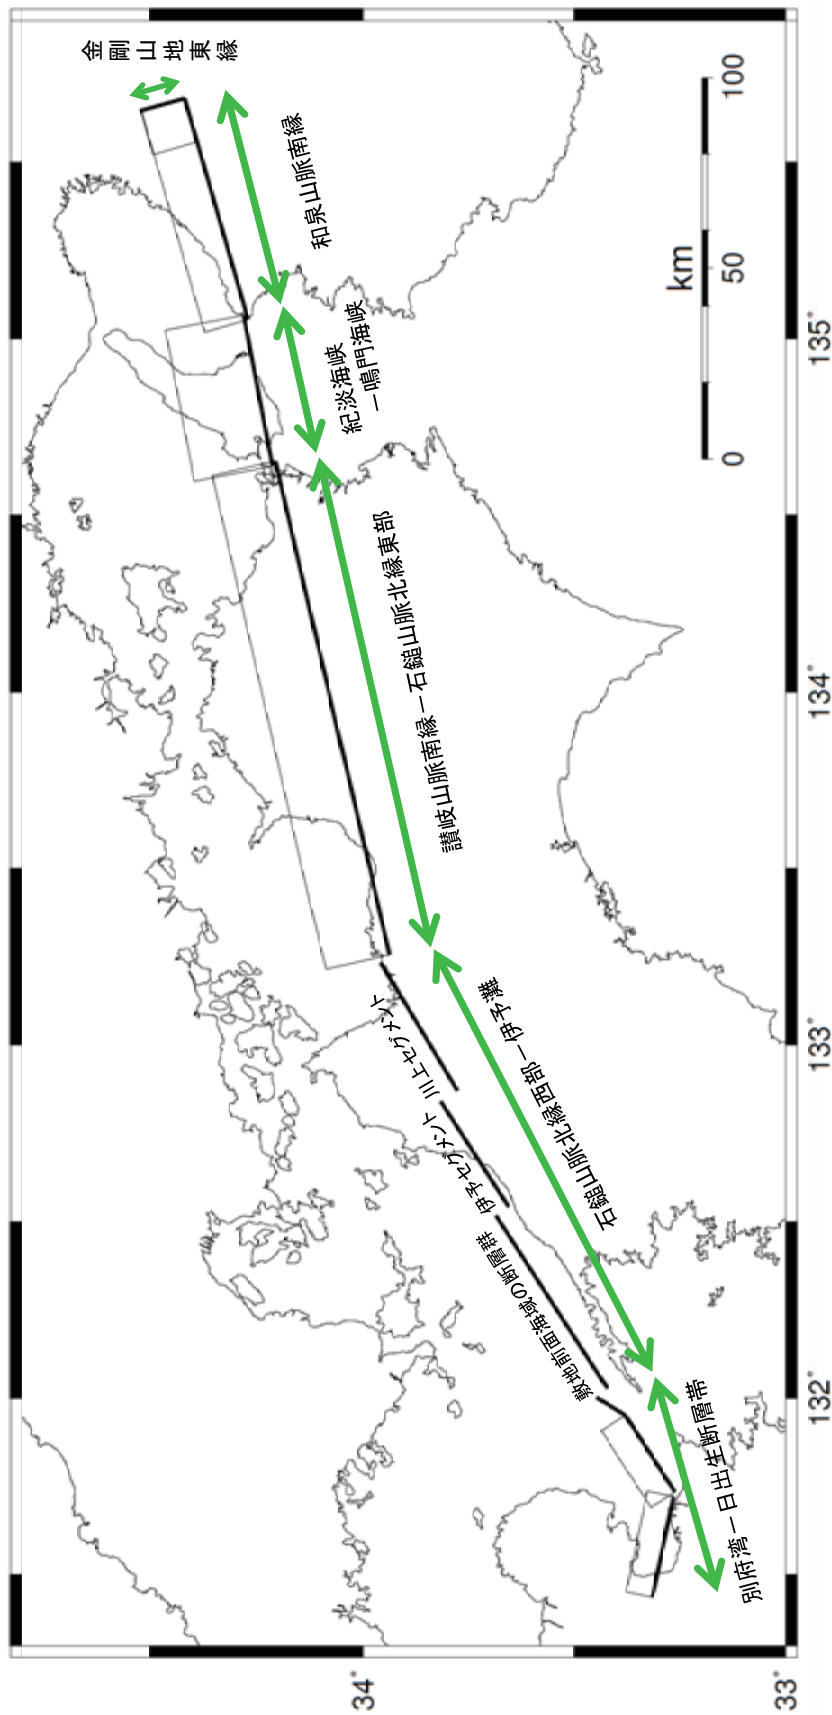 金剛山地東縁
和泉山脈南縁
紀淡海峡
－鳴門海峡
讃岐山脈南縁－石鎚山脈北縁東部
石鎚山脈北縁西部－伊予灘
別府湾－日出生断層帯
川上セグメント
伊予セグメント
敷地前面海域の断層群
km
0
50
100
132°
133°
134°
135°
34°
33°